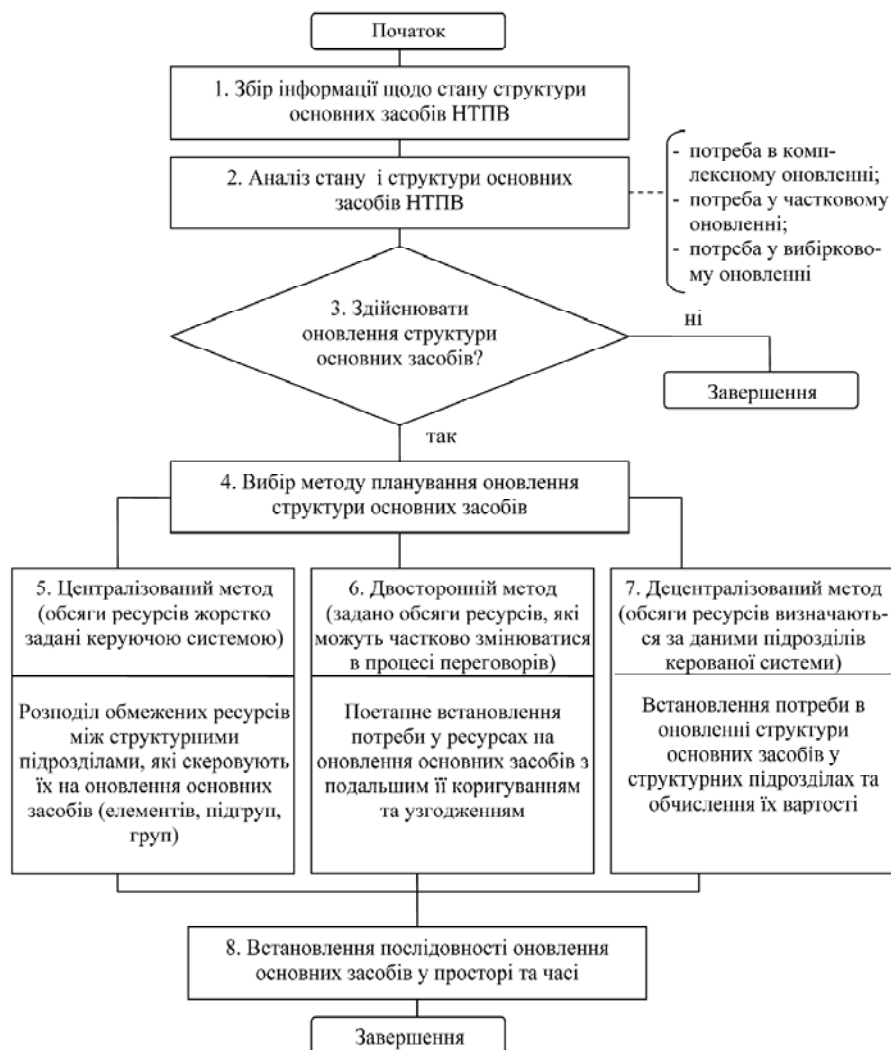 Початок
1. Збір інформації щодо стану структури
основних засобів НТПВ
2. Аналіз стану і структури основних
засобів НТПВ
- потреба в комп-
лексному оновленні;
- потреба у частковому
оновленні;
- потреба у вибірково-
му оновленні
3. Здійснювати
оновлення структури
основних засобів?
ні
Завершення
так
4. Вибір методу планування оновлення
структури основних засобів
5. Централізований метод
(обсяги ресурсів жорстко
задані керуючою системою)
Розподіл обмежених ресурсів
між структурними
підрозділами, які скеровують
їх на оновлення основних
засобів (елементів, підгруп,
груп)
6. Двосторонній метод
(задано обсяги ресурсів, які
можуть частково змінюватися
в процесі переговорів)
Поетапне встановлення
потреби у ресурсах на
оновлення основних засобів з
подальшим її коригуванням
та узгодженням
7. Децентралізований метод
(обсяги ресурсів визначають-
ся за даними підрозділів
керованої системи)
Встановлення потреби в
оновленні структури
основних засобів у
структурних підрозділах та
обчислення їх вартості
8. Встановлення послідовності оновлення
основних засобів у просторі та часі
Завершення